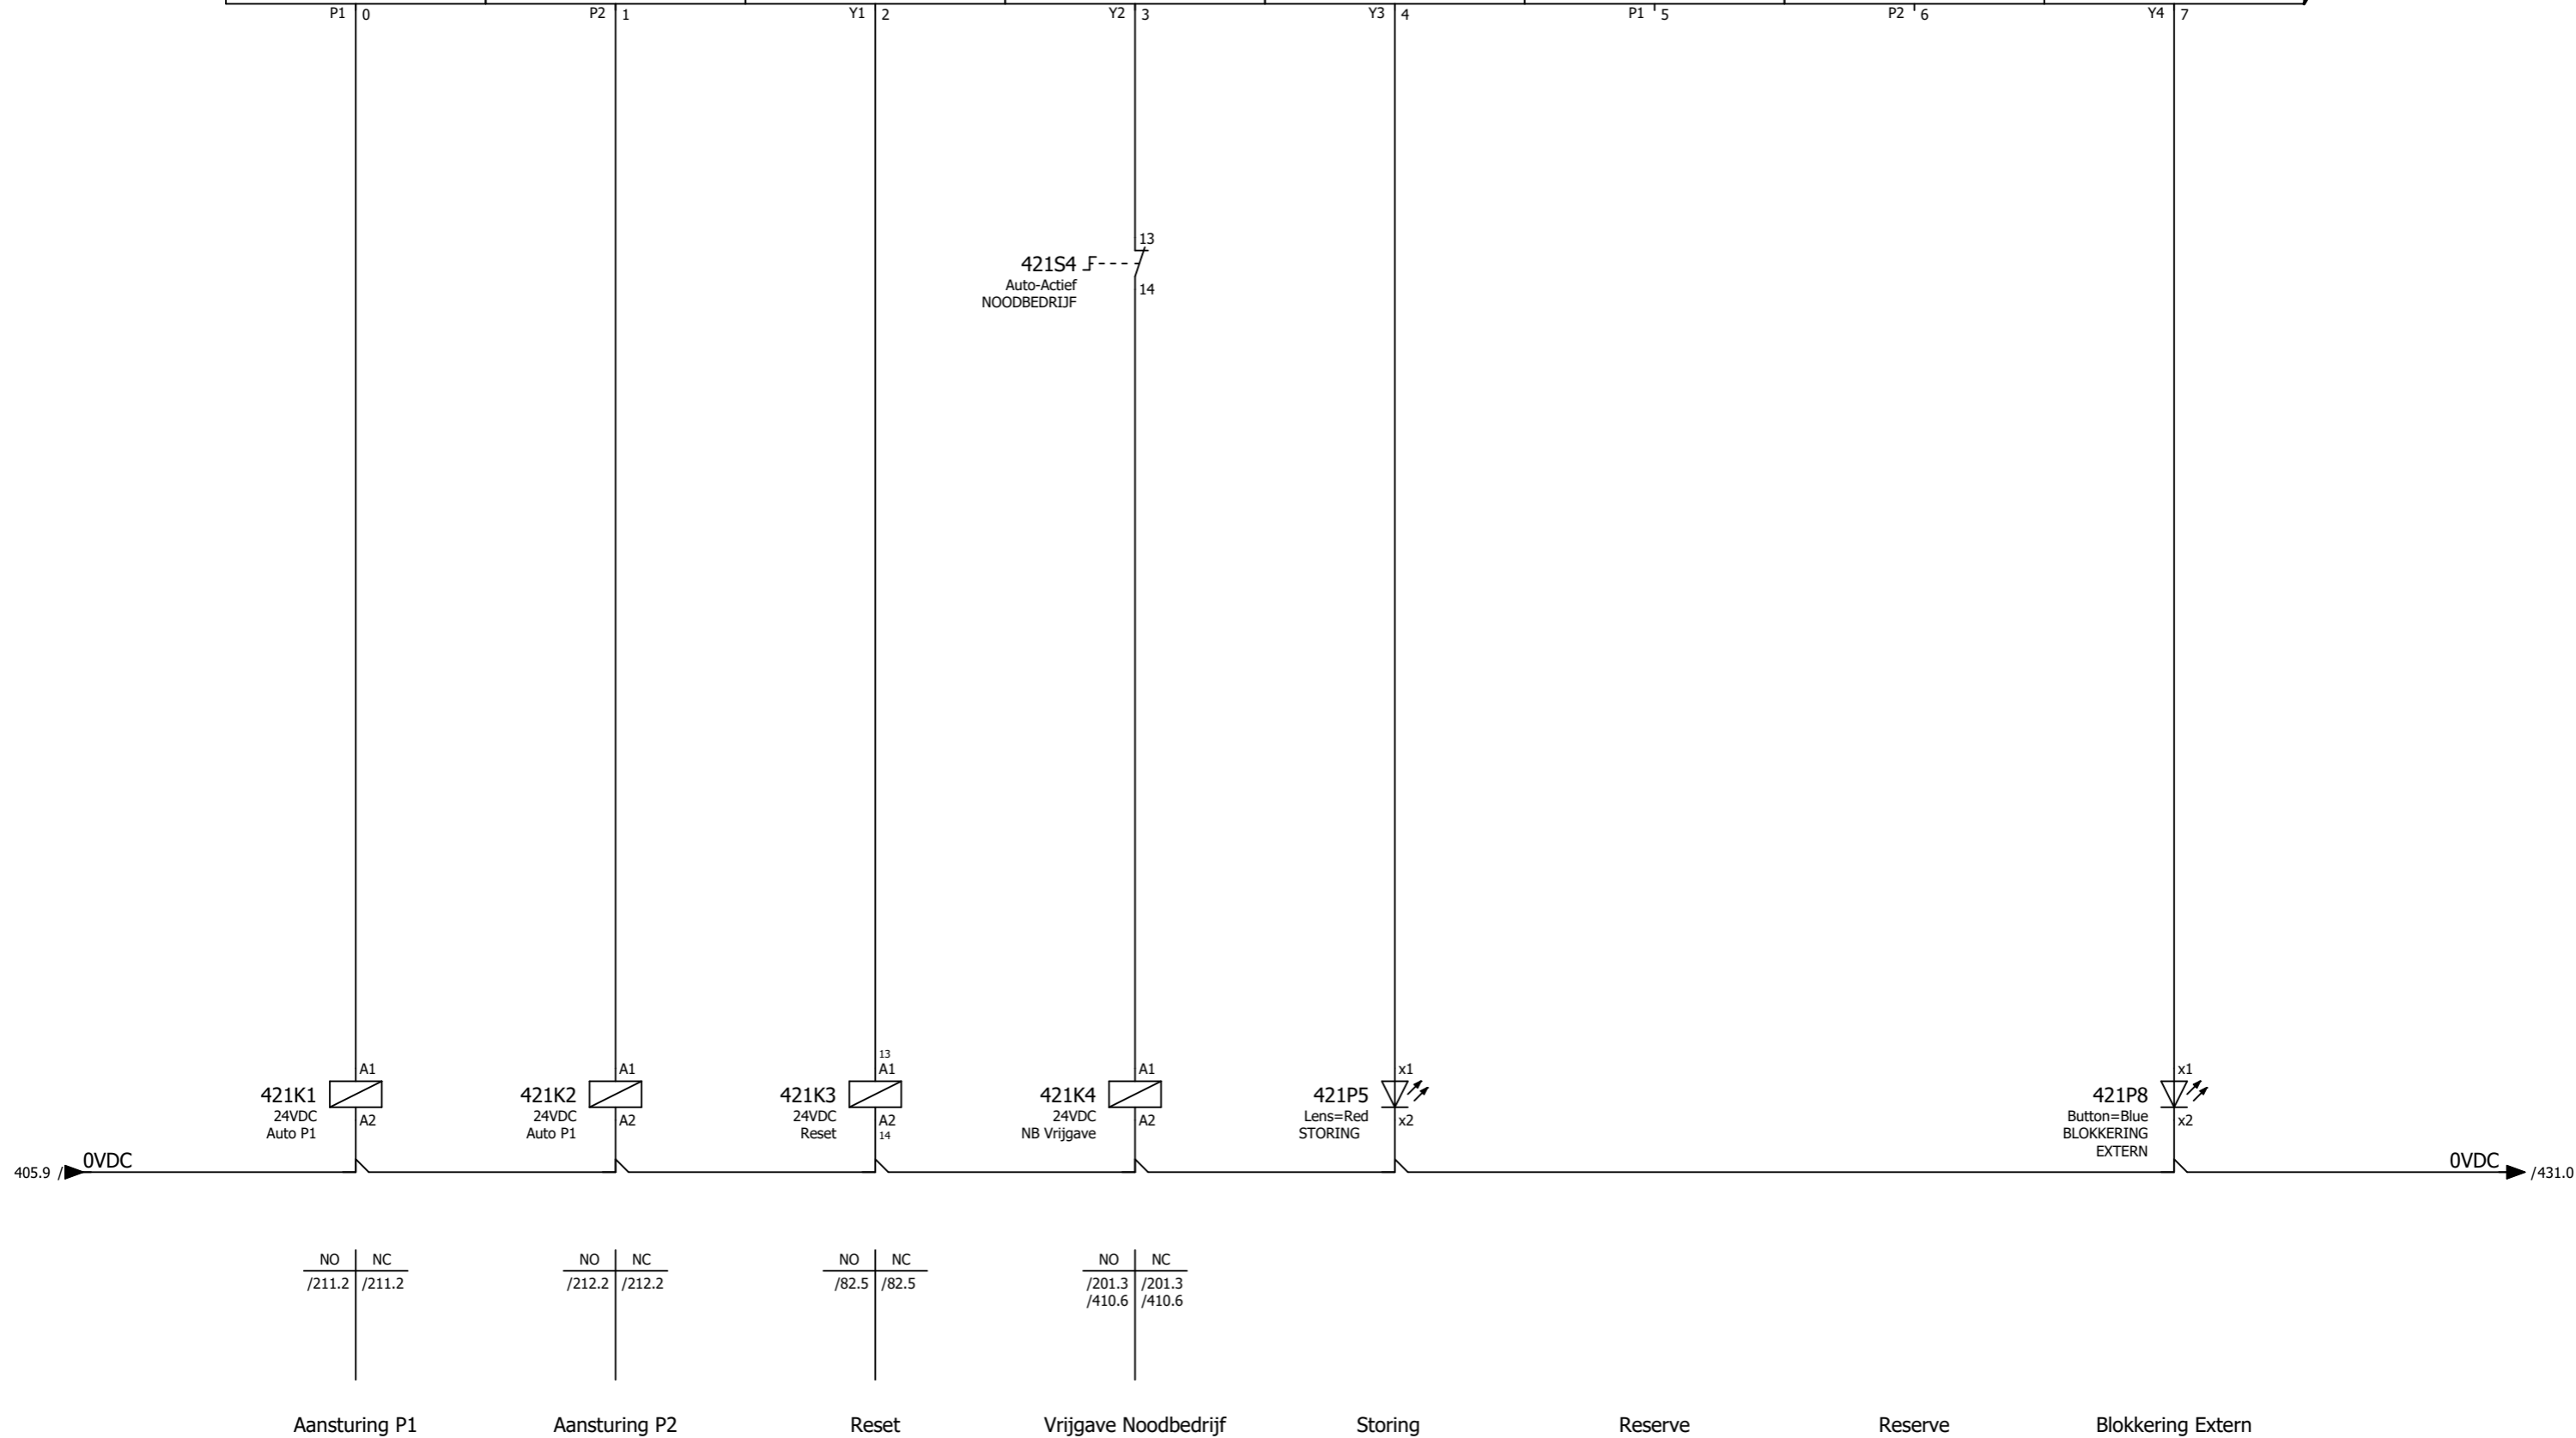 P1 0 P2 1 Y1 2 Y2 3 Y3 4 P1 5 P2 6 Y4 7
13
421S4
Auto-Actief
NOODBEDRIJF
14
A1
421K1
24VDC
Auto P1
A2
A1
421K2
24VDC
Auto P1
A2
13
A1
421K3
24VDC
Reset
A2
14
A1
421K4
24VDC
NB Vrijgave
A2
x1
421P5
Lens=Red
STORING
x2
x1
421P8
Button=Blue
BLOKKERING
EXTERN
x2
405.9 /
0VDC
0VDC
/431.0
NO NC
/211.2 /211.2
NO NC
/212.2 /212.2
NO NC
/82.5 /82.5
NO NC
/201.3 /201.3
/410.6 /410.6
Aansturing P1
Aansturing P2
Reset
Vrijgave Noodbedrijf
Storing
Reserve
Reserve
Blokkering Extern